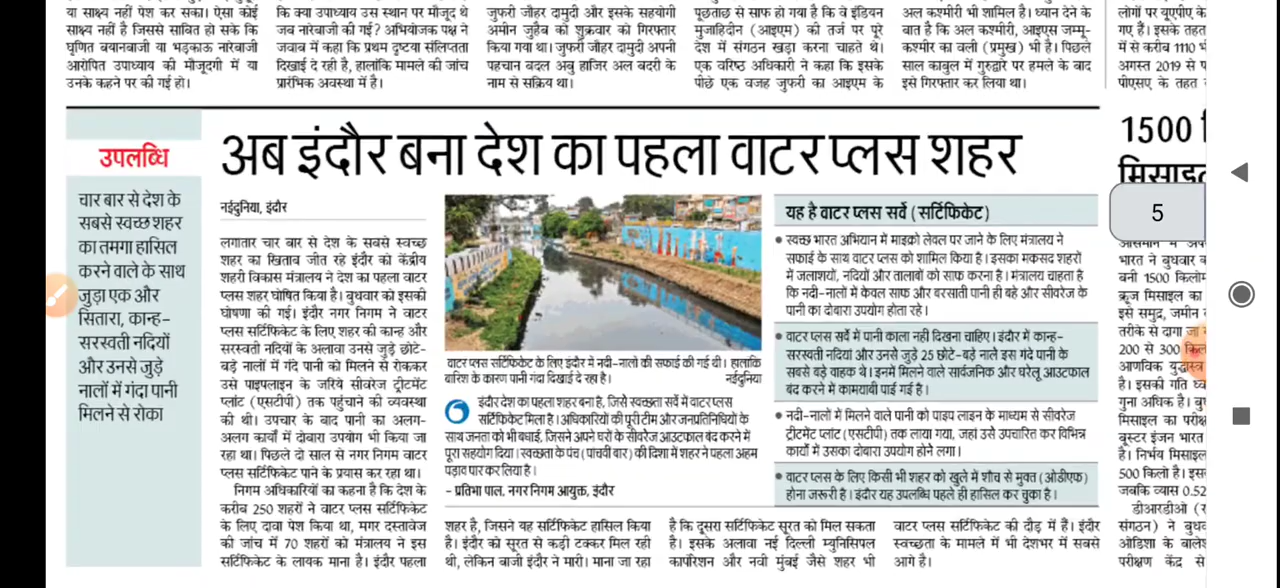 या साक्ष्य नहीं पेश कर सका। ऐसा कोई
साक्ष्य नहीं है जिससे साबित हो सके कि
घृणित बयानबाजी या भड़काऊ नारेबाजी
आरोपित उपाध्याय की मौजूदगी में या
उनके कहने पर की गई हो।
कि क्या उपाध्याय उस स्थान पर मौजूद थे
जब नारेबाजी की गई? अभियोजक पक्ष ने
जवाब में कहा कि प्रथम दृष्टया संलिप्तता
दिखाई दे रही है, हालांकि मामले की जांच
प्रारंभिक अवस्था में है।
जुफरी जौहर दामुदी और इसके सहयोगी
अमीन जुहैब को शुक्रवार को गिरफ्तार
किया गया था। जुफरी जौहर दामुदी अपनी
पहचान बदल अबु हाजिर अल बदरी के
नाम से सक्रिय था।
पूछताछ से साफ हो गया है कि वे इंडियन
मुजाहिदीन (आइएम) की तर्ज पर पूरे
देश में संगठन खड़ा करना चाहते थे।
एक वरिष्ठ अधिकारी ने कहा कि इसके
पीछे एक वजह जुफरी का आइएम के
अल कश्मीरी भी शामिल है। ध्यान देने के
बात है कि अल कश्मीरी, आइएस जम्मू-
कश्मीर का वली (प्रमुख) भी है। पिछले
साल काबुल में गुरुद्वारे पर हमले के बाद
इसे गिरफ्तार कर लिया था।
लोगों पर यूएपीए के
गए हैं। इसके तहत
में से करीब 1110 भ
अगस्त 2019 से प
पीएसए के तहत
उपलब्धि
चार बार से देश के
सबसे स्वच्छ शहर
का तमगा हासिल
करने वाले के साथ
जुड़ा एक और
सितारा, कान्ह-
सरस्वती नदियों
और उनसे जुड़े
नालों में गंदा पानी
मिलने से रोका
अब इंदौर बना देश का पहला वाटर प्लस शहर
नईदुनिया, इंदौर
लगातार चार बार से देश के सबसे स्वच्छ
शहर का खिताब जीत रहे इंदौर को केंद्रीय
शहरी विकास मंत्रालय ने देश का पहला वाटर
प्लस शहर घोषित किया है। बुधवार को इसकी
घोषणा की गई। इंदौर नगर निगम ने वाटर
प्लस सर्टिफिकेट के लिए शहर की कान्ह और
सरस्वती नदियों के अलावा उनसे जुड़े छोटे-
बड़े नालों में गंदे पानी को मिलने से रोककर
उसे पाइपलाइन के जरिये सीवरेज ट्रीटमेंट
प्लांट (एसटीपी) तक पहुंचाने की व्यवस्था
की थी। उपचार के बाद पानी का अलग-
अलग कार्यों में दोबारा उपयोग भी किया जा
रहा था। पिछले दो साल से नगर निगम वाटर
प्लस सर्टिफिकेट पाने के प्रयास कर रहा था।
निगम अधिकारियों का कहना है कि देश के
करीब 250 शहरों ने वाटर प्लस सर्टिफिकेट
के लिए दावा पेश किया था, मगर दस्तावेज
की जांच में 70 शहरों को मंत्रालय ने इस
सर्टिफिकेट के लायक माना है। इंदौर पहला
वाटर प्लस सर्टिफिकेट के लिए इंदौर में नदी-नालों की सफाई की गई थी। हालांकि
बारिश के कारण पानी गंदा दिखाई दे रहा है। नईदुनिया
इंदौर देश का पहला शहर बना है, जिसे स्वच्छता सर्वे में वाटर प्लस
सर्टिफिकेट मिला है। अधिकारियों की पूरी टीम और जनप्रतिनिधियों के
साथ जनता को भी बधाई, जिसने अपने घरों के सीवरेज आउटफाल बंद करने में
पूरा सहयोग दिया। स्वच्छता के पंच (पांचवीं बार) की दिशा में शहर ने पहला अहम
पड़ाव पार कर लिया है।
- प्रतिभा पाल, नगर निगम आयुक्त, इंदौर
शहर है, जिसने यह सर्टिफिकेट हासिल किया
है। इंदौर को सूरत से कड़ी टक्कर मिल रही
थी, लेकिन बाजी इंदौर ने मारी। माना जा रहा
है कि दूसरा सर्टिफिकेट सूरत को मिल सकता
है। इसके अलावा नई दिल्ली म्युनिसिपल
कार्पोरेशन और नवी मुंबई जैसे शहर भी
वाटर प्लस सर्टिफिकेट की दौड़ में हैं। इंदौर
स्वच्छता के मामले में भी देशभर में सबसे
आगे है।
यह है वाटर प्लस सर्वे (सर्टिफिकेट)
• स्वच्छ भारत अभियान में माइक्रो लेवल पर जाने के लिए मंत्रालय ने
सफाई के साथ वाटर प्लस को शामिल किया है। इसका मकसद शहरों
में जलाशयों, नदियों और तालाबों को साफ करना है। मंत्रालय चाहता है
कि नदी-नालों में केवल साफ और बरसाती पानी ही बहे और सीवरेज के
पानी का दोबारा उपयोग होता रहे।
• वाटर प्लस सर्वे में पानी काला नहीं दिखना चाहिए। इंदौर में कान्ह-
सरस्वती नदियां और उनसे जुड़े 25 छोटे-बड़े नाले इस गंदे पानी के
सबसे बड़े वाहक थे। इनमें मिलने वाले सार्वजनिक और घरेलू आउटफाल
बंद करने में कामयाबी पाई गई है।
• नदी-नालों में मिलने वाले पानी को पाइप लाइन के माध्यम से सीवरेज
ट्रीटमेंट प्लांट (एसटीपी) तक लाया गया, जहां उसे उपचारित कर विभिन्न
कार्यों में उसका दोबारा उपयोग होने लगा।
• वाटर प्लस के लिए किसी भी शहर को खुले में शौच से मुक्त (ओडीएफ)
होना जरूरी है। इंदौर यह उपलब्धि पहले ही हासिल कर चुका है।
1500
मिसाइल
5
भारत ने बुधवार
बनी 1500 किलोम
क्रूज मिसाइल का
इसे समुद्र, जमीन
तरीके से दागा जा
200 से 300 किल
आणविक युद्धास्त्र
है। इसकी गति ध्व
गुना अधिक है। बु
मिसाइल का परीक्ष
बूस्टर इंजन भारत
है। निर्भय मिसाइल
500 किलो है। इस
जबकि व्यास 0.52
डीआरडीओ (र
संगठन) ने बुध
ओडिशा के बाले
परीक्षण केंद्र से